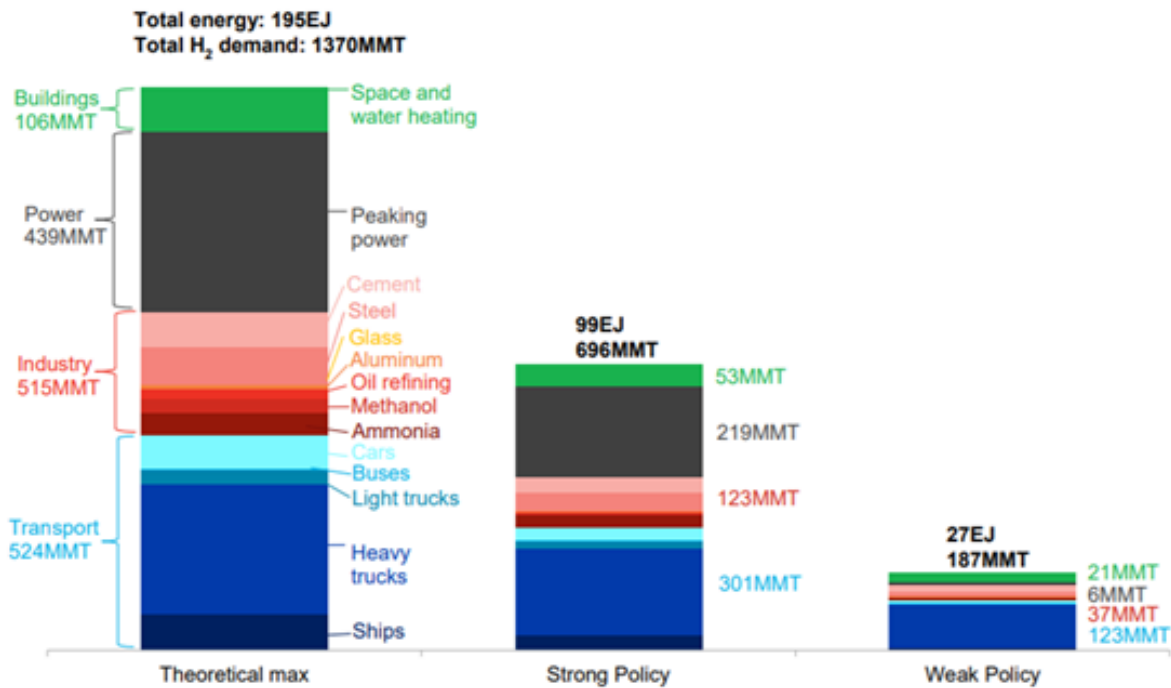 Total energy: 195EJ
Total H₂ demand: 1370MMT
Buildings
106MMT
Space and
water heating
Power
439MMT
Peaking
power
Industry
515MMT
Cement
Steel
Glass
Aluminum
Oil refining
Methanol
Ammonia
Transport
524MMT
Cars
Buses
Light trucks
Heavy
trucks
Ships
99EJ
696MMT
53MMT
219MMT
123MMT
301MMT
27EJ
187MMT
21MMT
6MMT
37MMT
123MMT
Theoretical max
Strong Policy
Weak Policy